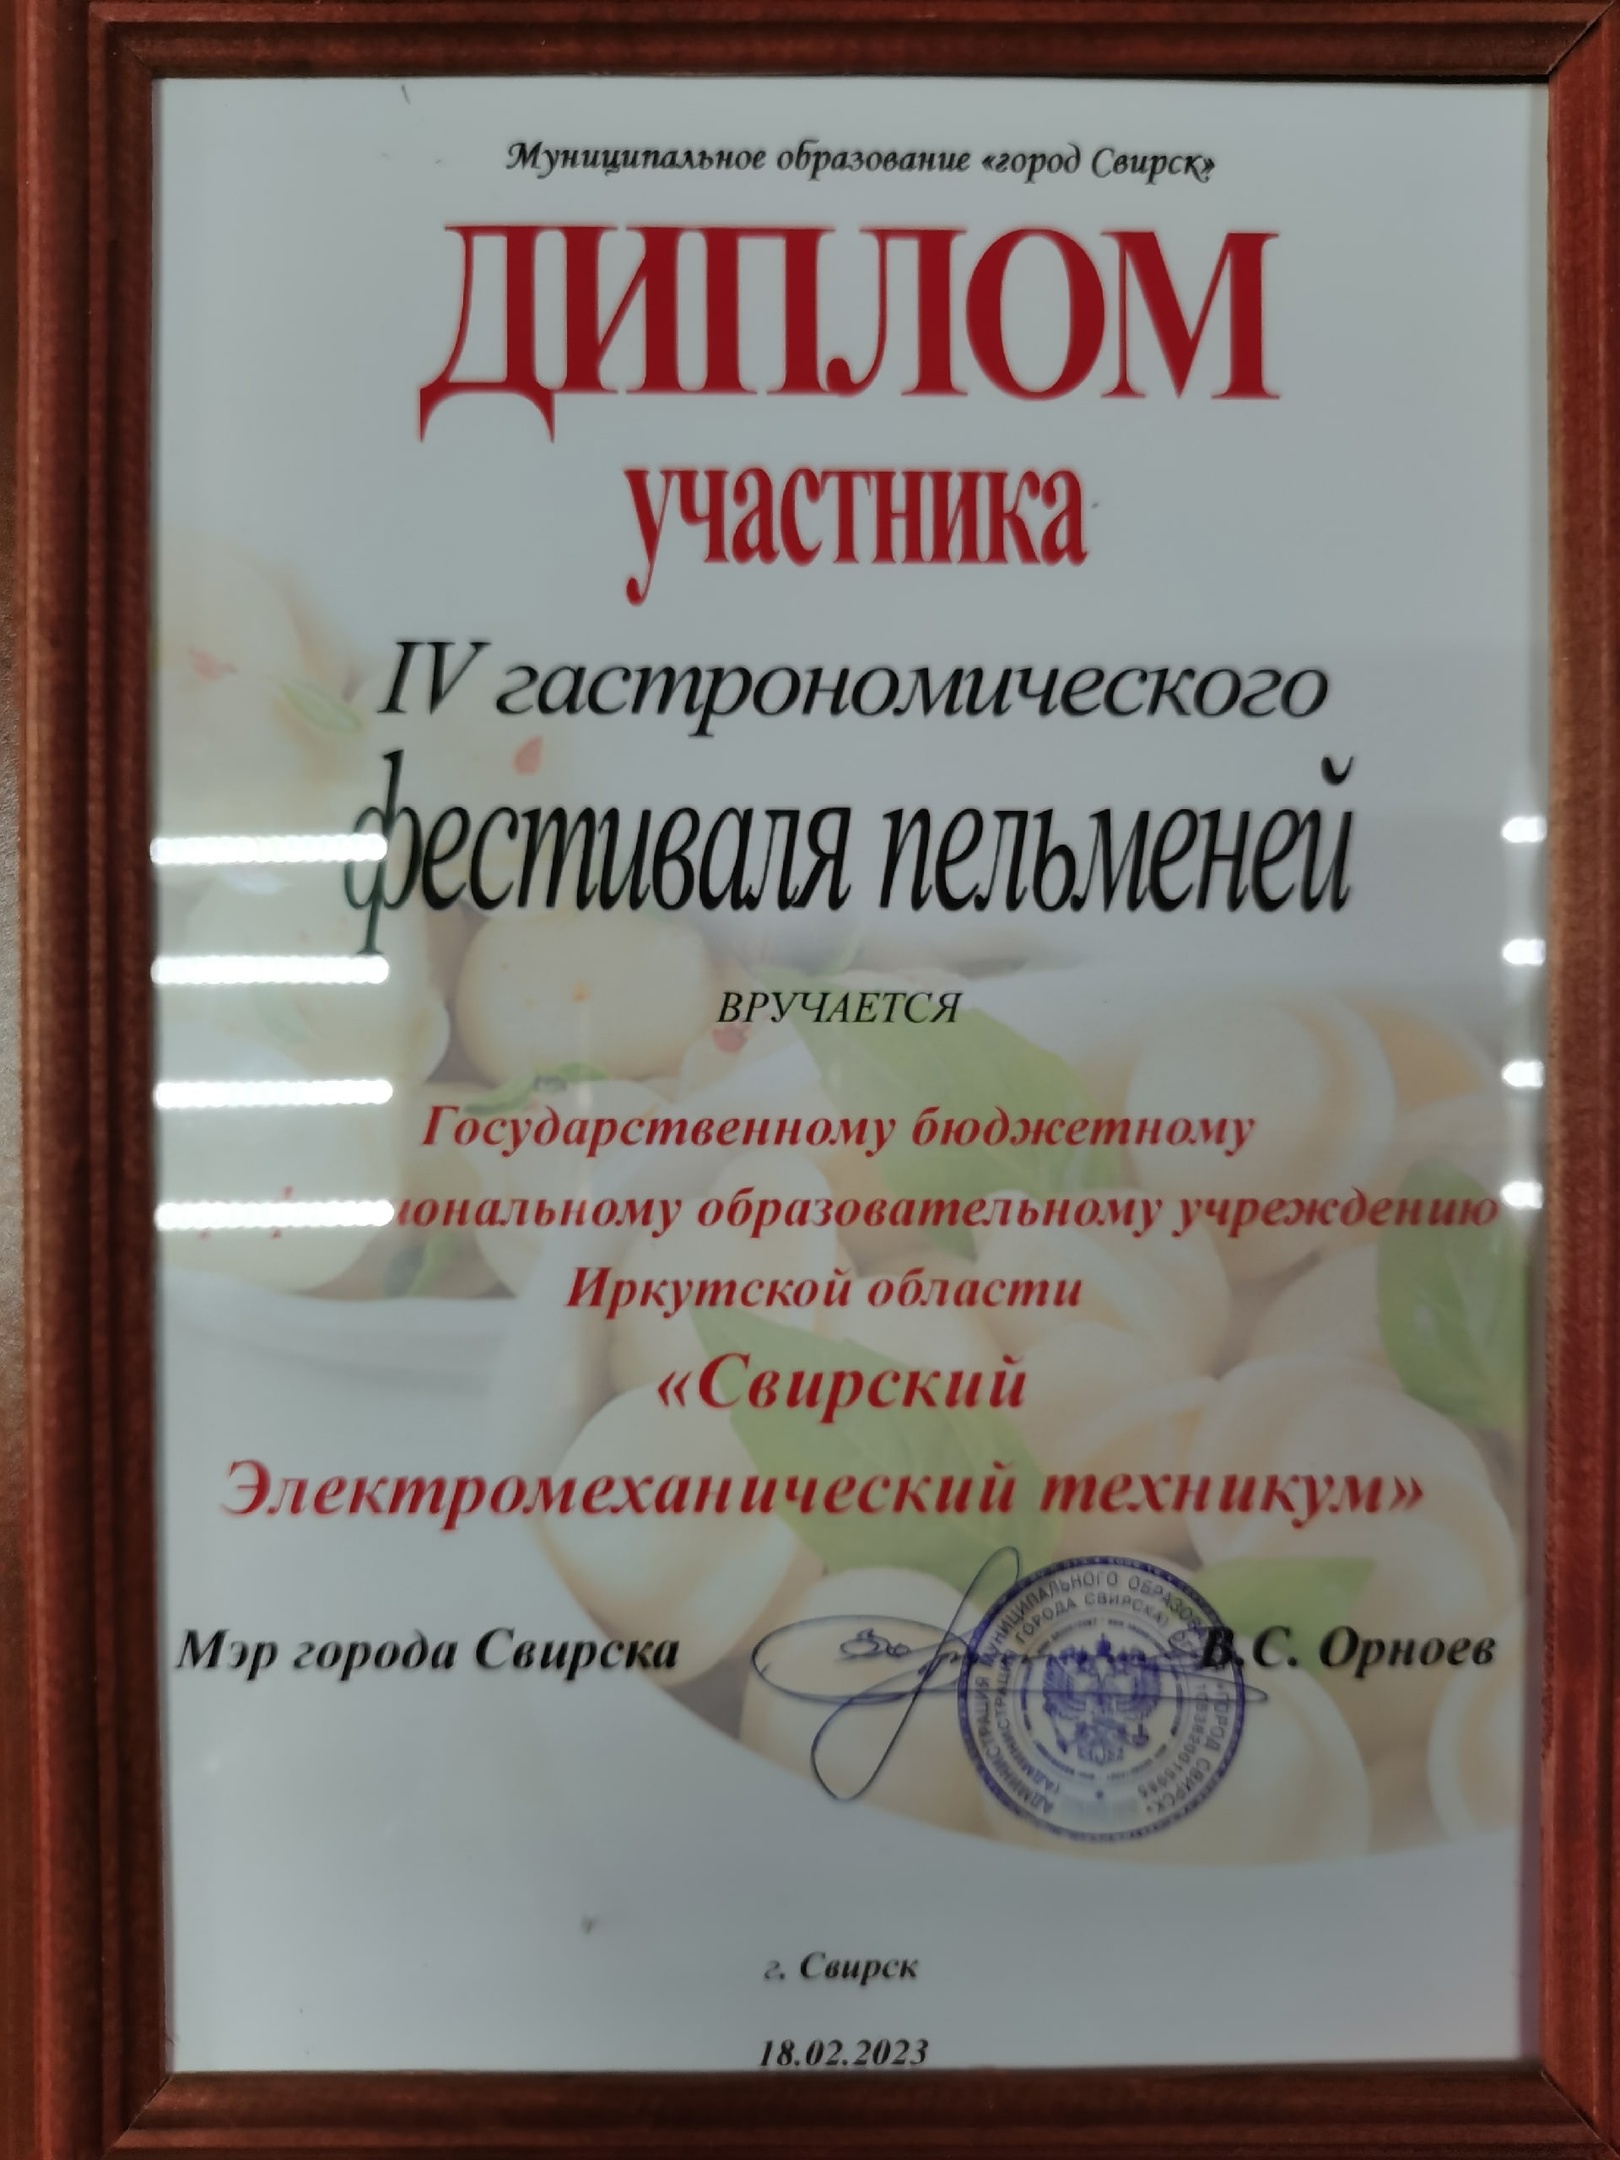 Муниципальное образование «город Свирск»
ДИПЛОМ
участника
IV гастрономического
фестиваля пельменей
ВРУЧАЕТСЯ
Государственному бюджетному
образовательному учреждению
Иркутской области
«Свирский
Электромеханический техникум»
Мэр города Свирска
В.С. Орноев
г. Свирск
18.02.2023